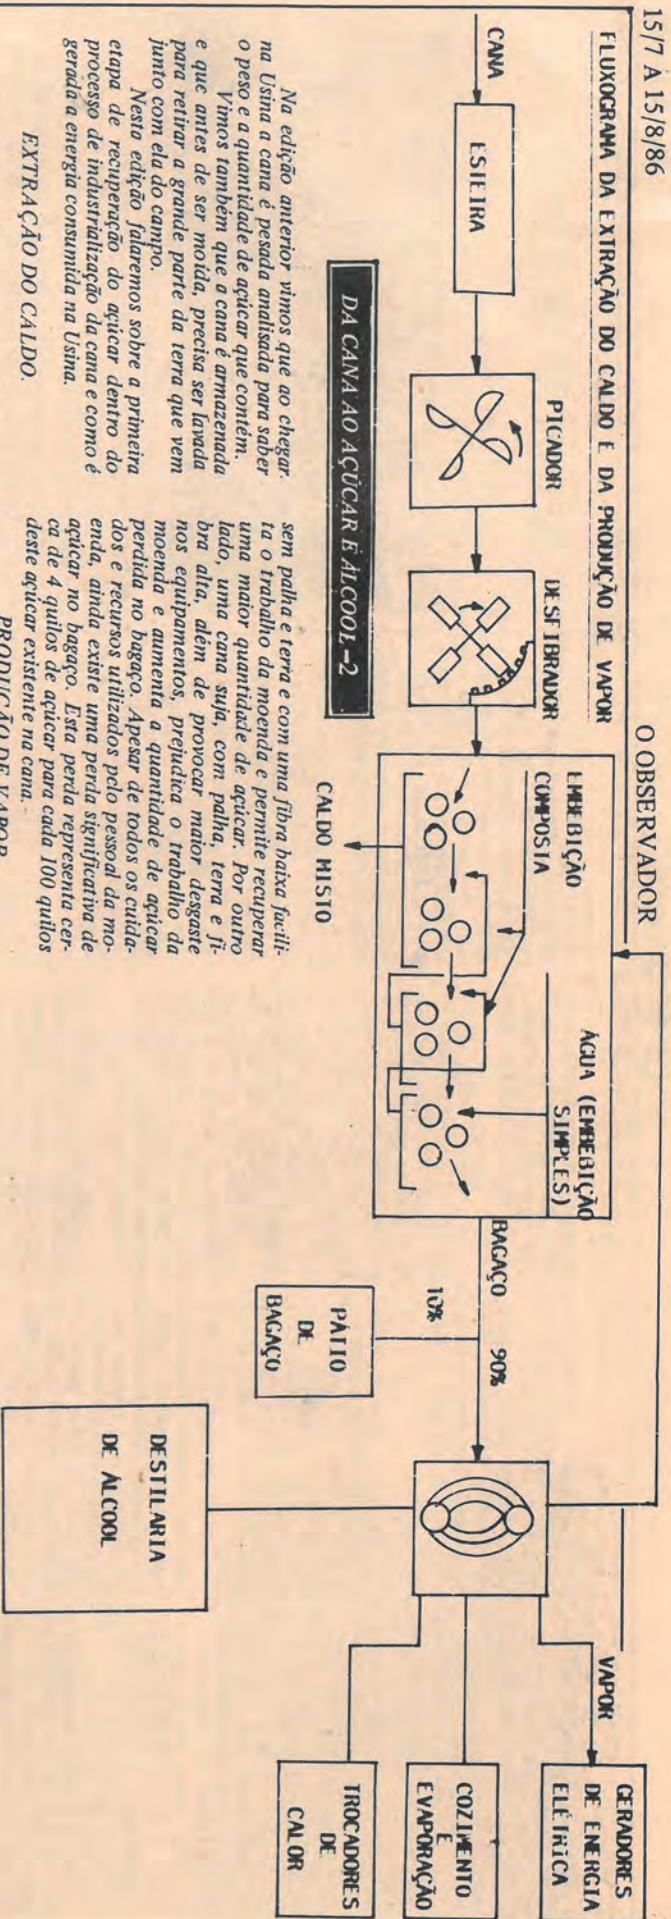 15/7 A 15/8/86
O OBSERVADOR
FLUXOGRAMA DA EXTRAÇÃO DO CALDO E DA PRODUÇÃO DE VAPOR
CANA
ESTEIRA
PICADOR
DESFIBRADOR
EMBEBIÇÃO
COMPOSTA
ÁGUA (EMBEBIÇÃO
SIMPLES)
CALDO MISTO
BAGAÇO
10%
90%
PÁTIO
DE
BAGAÇO
DESTILARIA
DE ÁLCOOL
VAPOR
GERADORES
DE ENERGIA
ELÉTRICA
COZIMENTO
E
EVAPORAÇÃO
TROCADORES
DE
CALOR
DA CANA AO AÇÚCAR E ÁLCOOL-2
Na edição anterior vimos que ao chegar.
na Usina a cana é pesada analisada para saber
o peso e a quantidade de açúcar que contém.
Vimos também que a cana é armazenada
e que antes de ser moída, precisa ser lavada
para retirar a grande parte da terra que vem
junto com ela do campo.
Nesta edição falaremos sobre a primeira
etapa de recuperação do açúcar dentro do
processo de industrialização da cana e como é
gerada a energia consumida na Usina.
EXTRAÇÃO DO CALDO.
sem palha e terra e com uma fibra baixa facili-
ta o trabalho da moenda e permite recuperar
uma maior quantidade de açúcar. Por outro
lado, uma cana suja, com palha, terra e fi-
bra alta, além de provocar maior desgaste
nos equipamentos, prejudica o trabalho da
moenda e aumenta a quantidade de açúcar
perdida no bagaço. Apesar de todos os cuida-
dos e recursos utilizados pelo pessoal da mo-
enda, ainda existe uma perda significativa de
açúcar no bagaço. Esta perda representa cer-
ca de 4 quilos de açúcar para cada 100 quilos
deste açúcar existente na cana.
PRODUÇÃO DE VAPOR